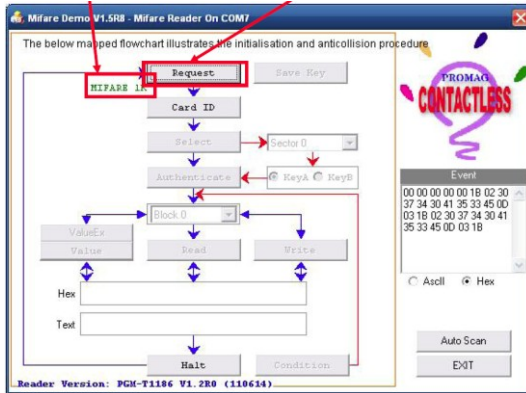 Mifare Demo V1.5R8 - Mifare Reader On COM7
The below mapped flowchart illustrates the initialisation and anticollision procedure
Request
Save Key
MIFARE 1K
Card ID
Select
Sector 0
Authenticate
KeyA
KeyB
Block 0
ValueEx
Value
Read
Write
Hex
Text
Halt
Condition
Reader Version: PGM-T1186 V1.2R0 (110614)
PROMAG
CONTACTLESS
Event
00 00 00 00 00 1B 02 30
37 34 30 41 35 33 45 0D
03 1B 02 30 37 34 30 41
35 33 45 0D 03 1B
AscII
Hex
Auto Scan
EXIT